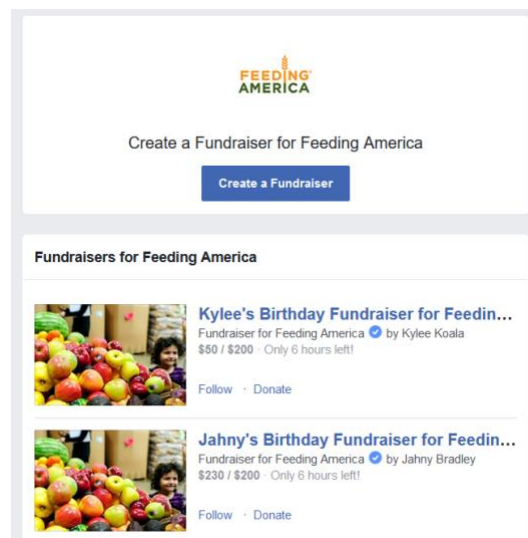 FEEDING
AMERICA
Create a Fundraiser for Feeding America
Create a Fundraiser
Fundraisers for Feeding America
Kylee's Birthday Fundraiser for Feedin...
Fundraiser for Feeding America by Kylee Koala
$50 / $200 · Only 6 hours left!
Follow · Donate
Jahny's Birthday Fundraiser for Feedin...
Fundraiser for Feeding America by Jahny Bradley
$230 / $200 · Only 6 hours left!
Follow · Donate